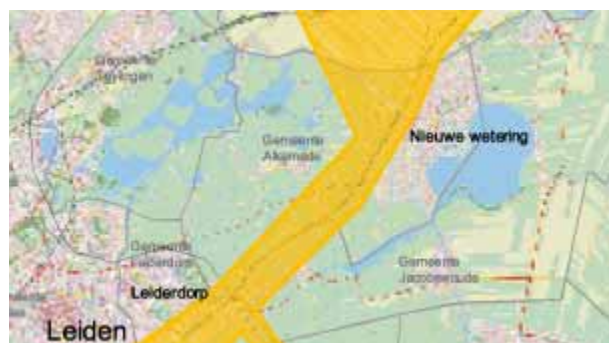 Gemeente
Teylingen
Gemeente
Alkemade
Nieuwe wetering
Gemeente
Leiderdorp
Gemeente
Jacobswoude
Leiderdorp
Leiden